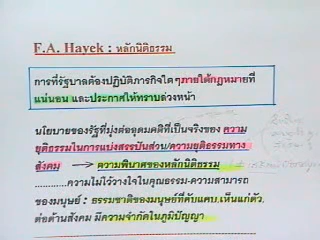 F.A. Hayek : หลักนิติธรรม
การที่รัฐบาลต้องปฏิบัติภารกิจใดๆภายใต้กฎหมายที่
แน่นอน และประกาศให้ทราบล่วงหน้า
นโยบายของรัฐที่มุ่งต่ออุดมคติที่เป็นจริงของ ความ
ยุติธรรมในการแบ่งสรรปันส่วน/ความยุติธรรมทาง
สังคม → ความพินาศของหลักนิติธรรม
............ความไม่ไว้วางใจในคุณธรรม-ความสามารถ
ของมนุษย์ : ธรรมชาติของมนุษย์ที่คับแคบ,เห็นแก่ตัว,
ต่อต้านสังคม มีความจำกัดในภูมิปัญญา